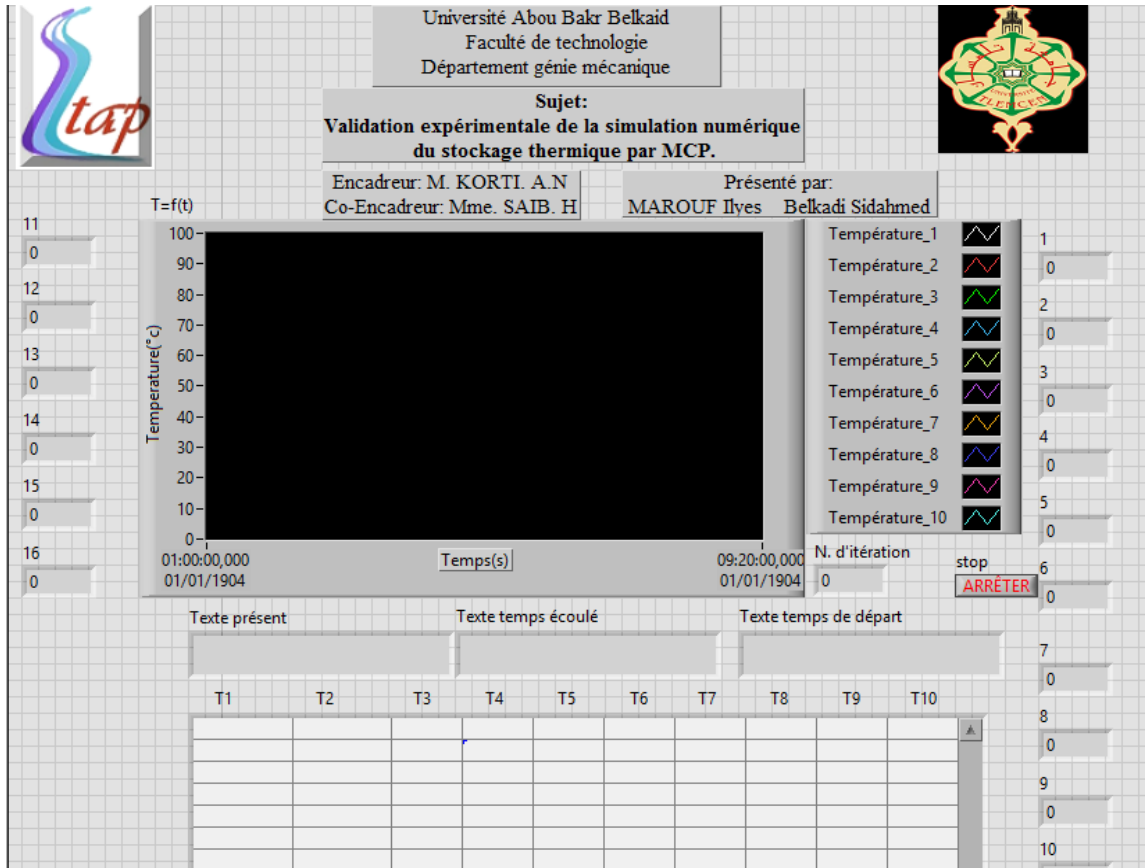 Université Abou Bakr Belkaid
Faculté de technologie
Département génie mécanique
tap
TLEMCEN
Sujet:
Validation expérimentale de la simulation numérique
du stockage thermique par MCP.
Encadreur: M. KORTI. A.N
Co-Encadreur: Mme. SAIB. H
Présenté par:
MAROUF Ilyes Belkadi Sidahmed
T=f(t)
11
0
12
0
13
0
14
0
15
0
16
0
Temperature(°c)
100
90
80
70
60
50
40
30
20
10
0
01:00:00,000
01/01/1904
Temps(s)
09:20:00,000
01/01/1904
Température_1
Température_2
Température_3
Température_4
Température_5
Température_6
Température_7
Température_8
Température_9
Température_10
N. d'itération
0
stop
ARRÊTER
1
0
2
0
3
0
4
0
5
0
6
0
7
0
8
0
9
0
10
Texte présent
Texte temps écoulé
Texte temps de départ
T1 T2 T3 T4 T5 T6 T7 T8 T9 T10